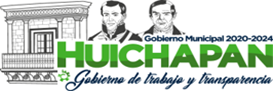 Gobierno Municipal 2020-2024
HUICHAPAN
Gobierno de trabajo y transparencia